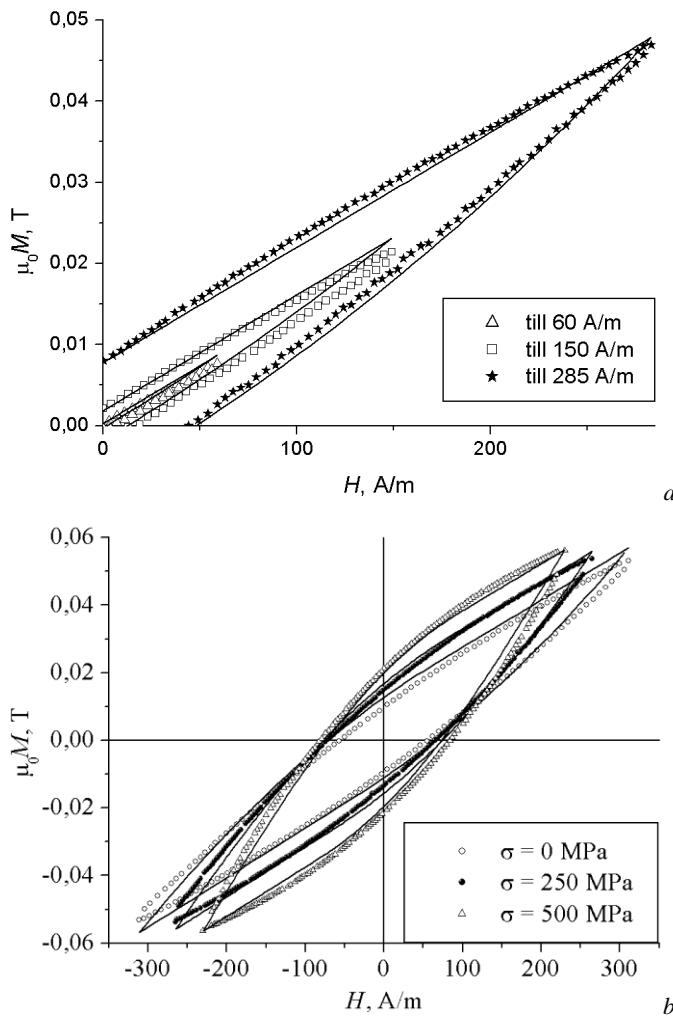 0,05
0,04
0,03
0,02
0,01
0,00
μ₀M, T
0 100 200
H, A/m
till 60 A/m
till 150 A/m
till 285 A/m
a
0,06
0,04
0,02
0,00
-0,02
-0,04
-0,06
μ₀M, T
-300 -200 -100 0 100 200 300
H, A/m
σ = 0 MPa
σ = 250 MPa
σ = 500 MPa
b